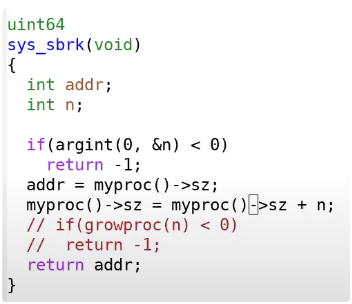 uint64
sys_sbrk(void)
{
  int addr;
  int n;

  if(argint(0, &n) < 0)
    return -1;
  addr = myproc()->sz;
  myproc()->sz = myproc()->sz + n;
  // if(growproc(n) < 0)
  //  return -1;
  return addr;
}